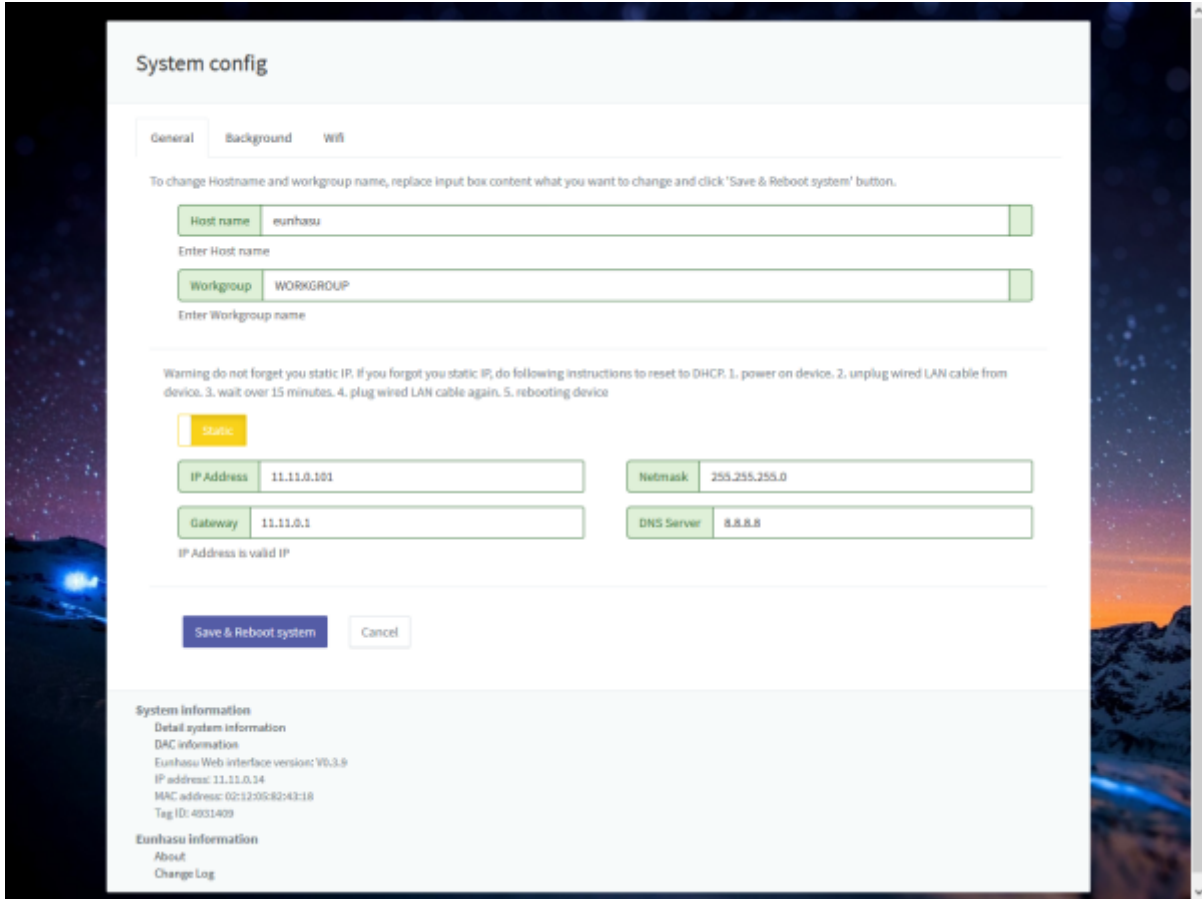 System config
General Background Wifi
To change Hostname and workgroup name, replace input box content what you want to change and click 'Save & Reboot system' button.
Host name eunhasu
Enter Host name
Workgroup WORKGROUP
Enter Workgroup name
Warning do not forget you static IP. If you forgot you static IP, do following instructions to reset to DHCP. 1. power on device. 2. unplug wired LAN cable from
device. 3. wait over 15 minutes. 4. plug wired LAN cable again. 5. rebooting device
Static
IP Address 11.11.0.101 Netmask 255.255.255.0
Gateway 11.11.0.1 DNS Server 8.8.8.8
IP Address is valid IP
Save & Reboot system Cancel
System information
Detail system information
DAC information
Eunhasu Web interface version: V0.3.9
IP address: 11.11.0.14
MAC address: 02:12:05:82:43:18
Tag ID: 4931409
Eunhasu information
About
Change Log